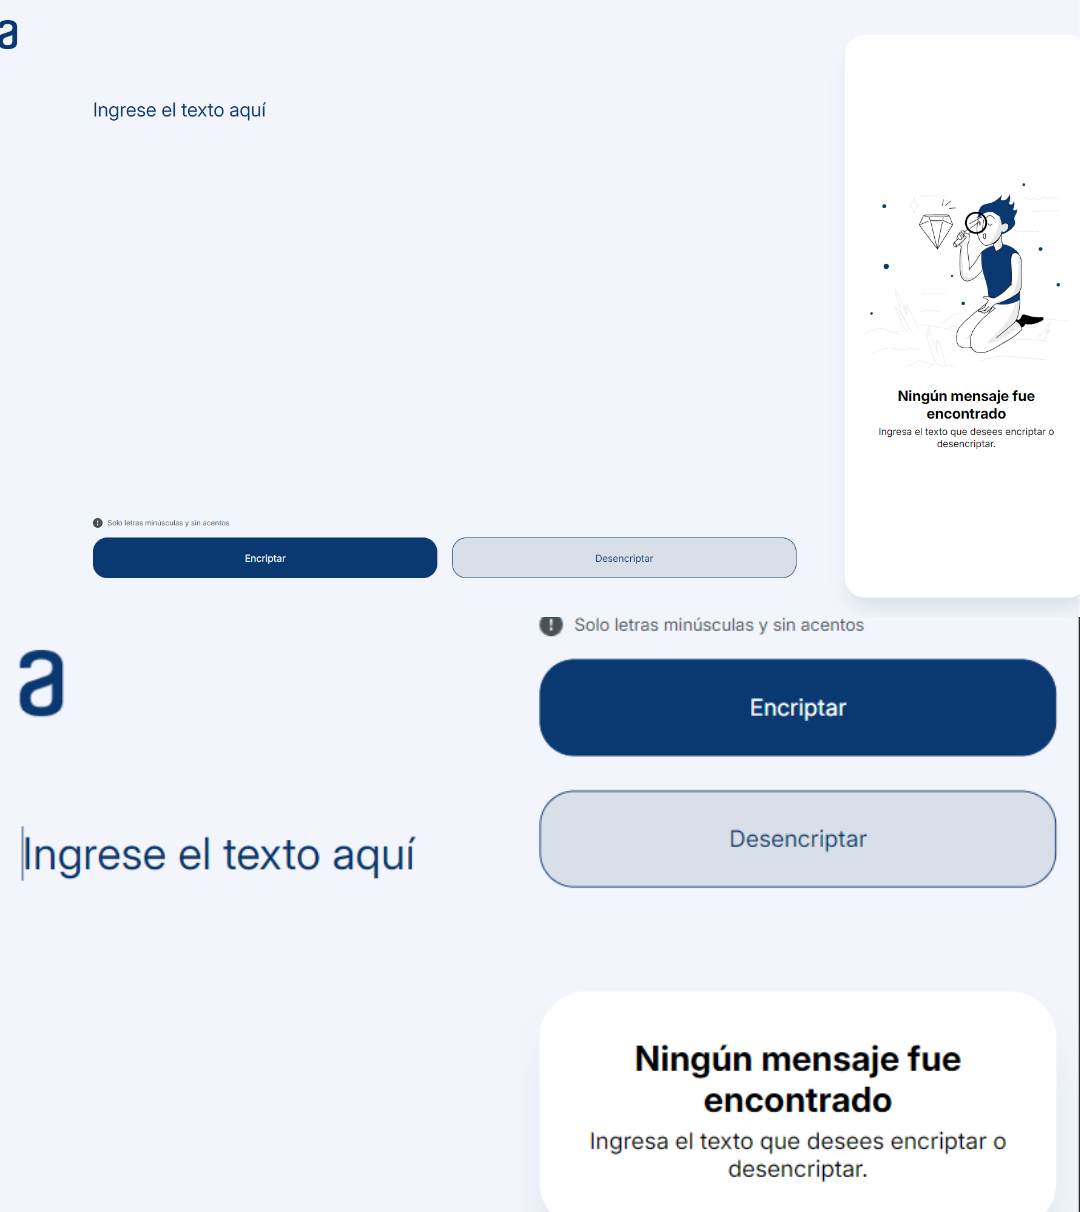 a
Ingrese el texto aquí
Ningún mensaje fue
encontrado
Ingresa el texto que desees encriptar o
desencriptar.
Solo letras minúsculas y sin acentos
Encriptar
Desencriptar
a
Ingrese el texto aquí
Solo letras minúsculas y sin acentos
Encriptar
Desencriptar
Ningún mensaje fue
encontrado
Ingresa el texto que desees encriptar o
desencriptar.